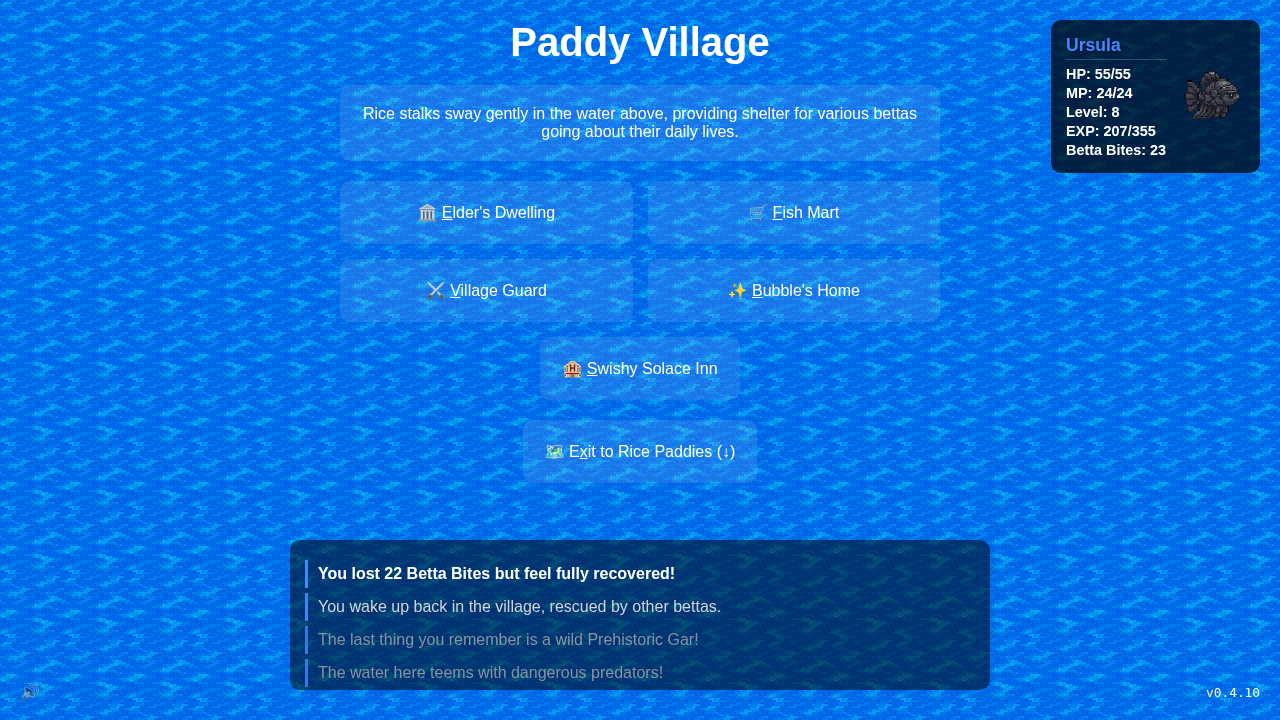 Paddy Village
Rice stalks sway gently in the water above, providing shelter for various bettas
going about their daily lives.
Elder's Dwelling
Fish Mart
Village Guard
Bubble's Home
Swishy Solace Inn
Exit to Rice Paddies (↓)
Ursula
HP: 55/55
MP: 24/24
Level: 8
EXP: 207/355
Betta Bites: 23
You lost 22 Betta Bites but feel fully recovered!
You wake up back in the village, rescued by other bettas.
The last thing you remember is a wild Prehistoric Gar!
The water here teems with dangerous predators!
v0.4.10